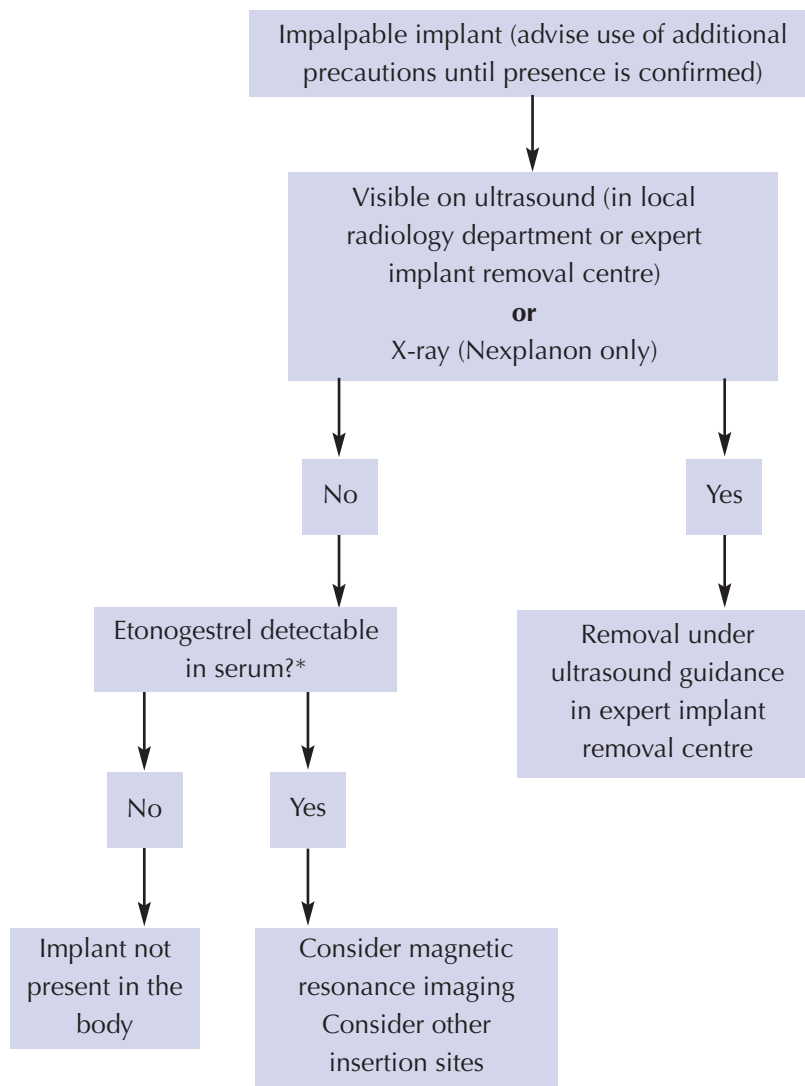 Impalpable implant (advise use of additional
precautions until presence is confirmed)
Visible on ultrasound (in local
radiology department or expert
implant removal centre)
or
X-ray (Nexplanon only)
No
Yes
Etonogestrel detectable
in serum?*
Removal under
ultrasound guidance
in expert implant
removal centre
No
Yes
Implant not
present in the
body
Consider magnetic
resonance imaging
Consider other
insertion sites